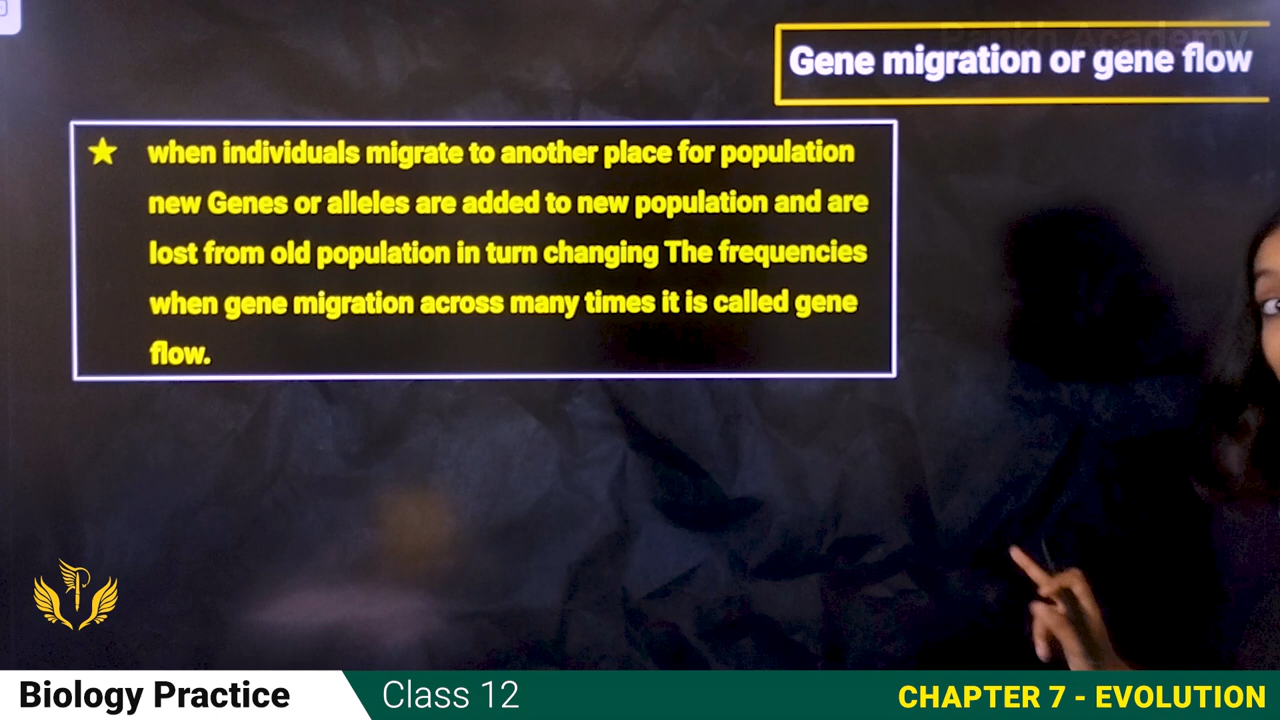 Pankh Academy
Gene migration or gene flow
★ when individuals migrate to another place for population
new Genes or alleles are added to new population and are
lost from old population in turn changing The frequencies
when gene migration across many times it is called gene
flow.
Biology Practice
Class 12
CHAPTER 7 - EVOLUTION